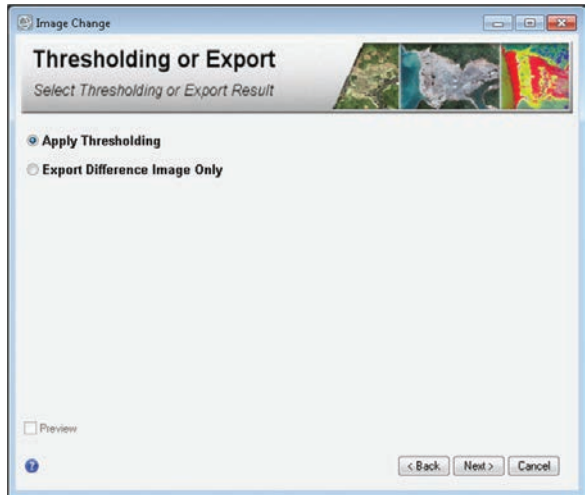 Image Change
Thresholding or Export
Select Thresholding or Export Result
Apply Thresholding
Export Difference Image Only
Preview
?
< Back Next > Cancel